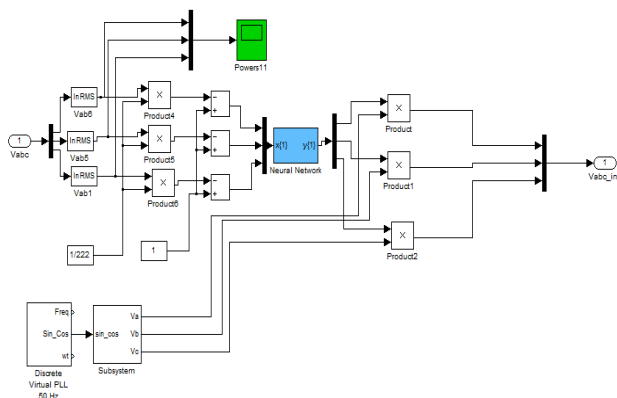 Powers11
InRMS
Vab6
X
Product4
−
+
1
Vabc
InRMS
Vab5
X
Product5
−
+
x{1} y{1}
Neural Network
X
Product
InRMS
Vab1
X
Product6
−
+
X
Product1
1
Vabc_in
1/222
1
X
Product2
Freq
Sin_Cos
wt
Discrete
Virtual PLL
50 Hz
sin_cos
Va
Vb
Vc
Subsystem